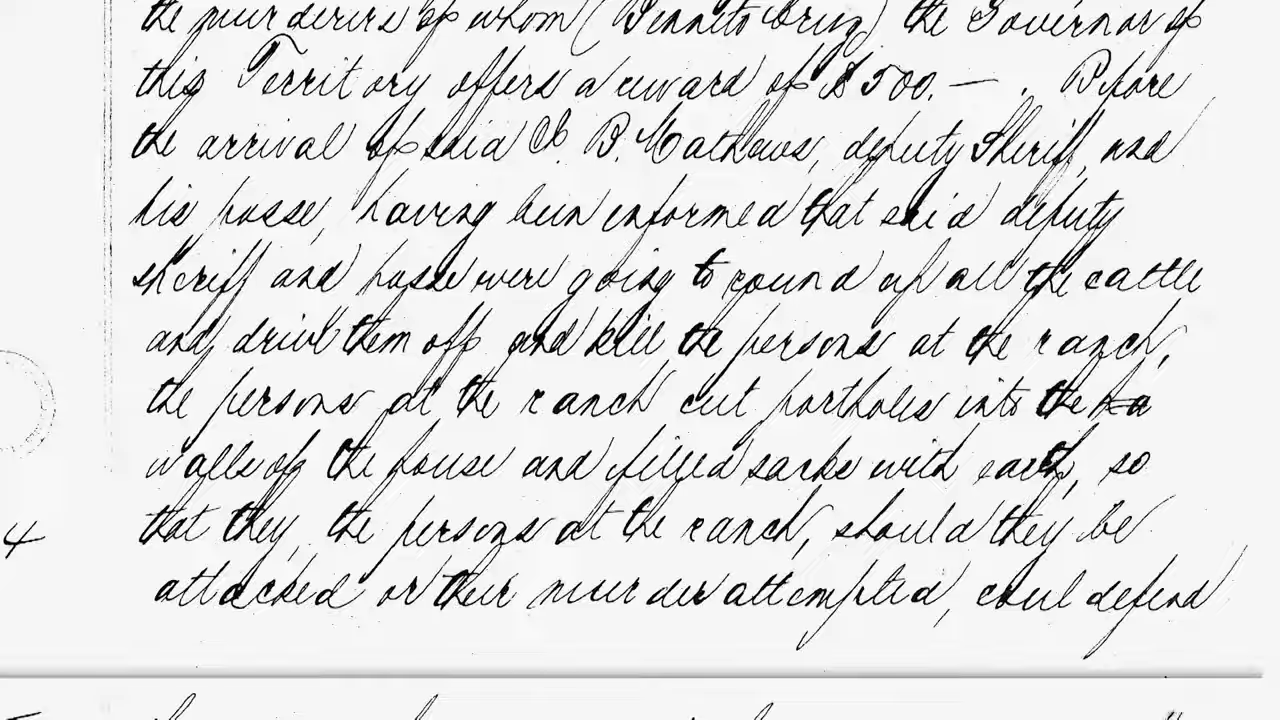 the murderers of whom (Bennito Cruz) the Governor of
this Territory offers a reward of $500.— . Before
the arrival of said J. B. Mathews, deputy Sheriff, and
his posse, having been informed that said deputy
sheriff and posse were going to round up all the cattle
and drive them off and kill the persons at the ranch,
the persons at the ranch cut portholes into the
walls of the house and filled sacks with earth, so
that they, the persons at the ranch, should they be
4
attacked or their murder attempted, coul defend